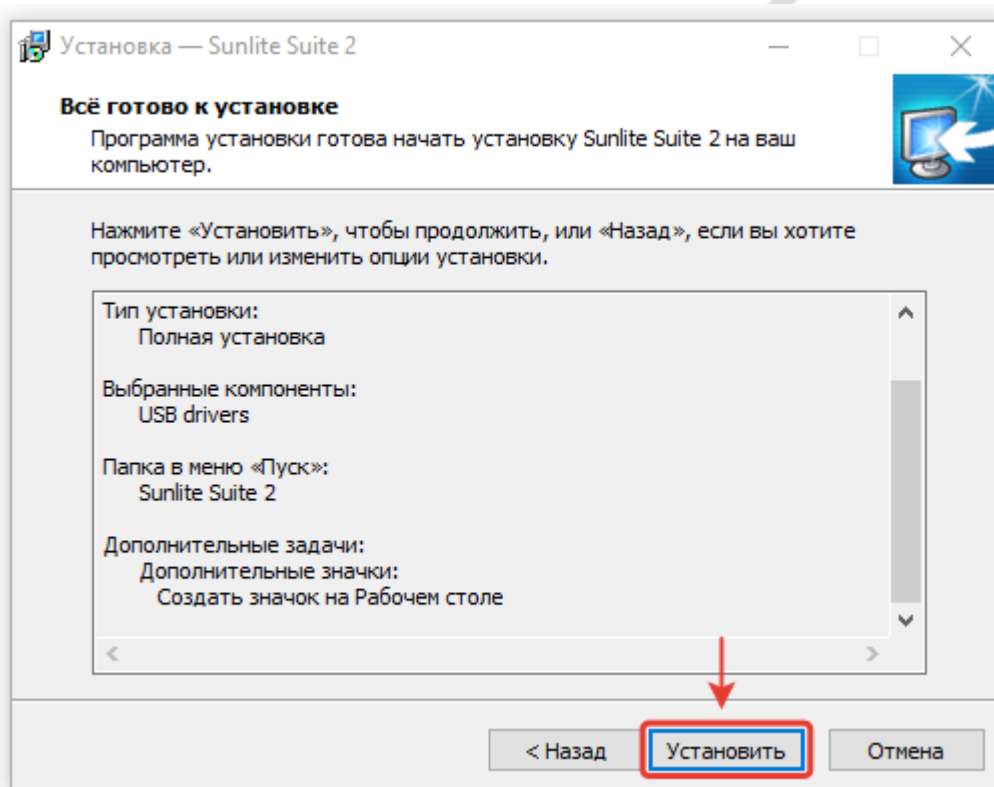 Установка — Sunlite Suite 2
Всё готово к установке
Программа установки готова начать установку Sunlite Suite 2 на ваш
компьютер.
Нажмите «Установить», чтобы продолжить, или «Назад», если вы хотите
просмотреть или изменить опции установки.
Тип установки:
Полная установка
Выбранные компоненты:
USB drivers
Папка в меню «Пуск»:
Sunlite Suite 2
Дополнительные задачи:
Дополнительные значки:
Создать значок на Рабочем столе
< Назад
Установить
Отмена